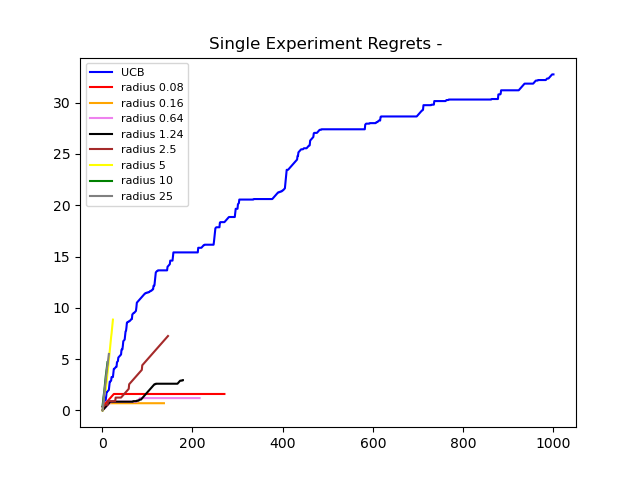 Single Experiment Regrets -
UCB
radius 0.08
radius 0.16
radius 0.64
radius 1.24
radius 2.5
radius 5
radius 10
radius 25
30
25
20
15
10
5
0
0 200 400 600 800 1000